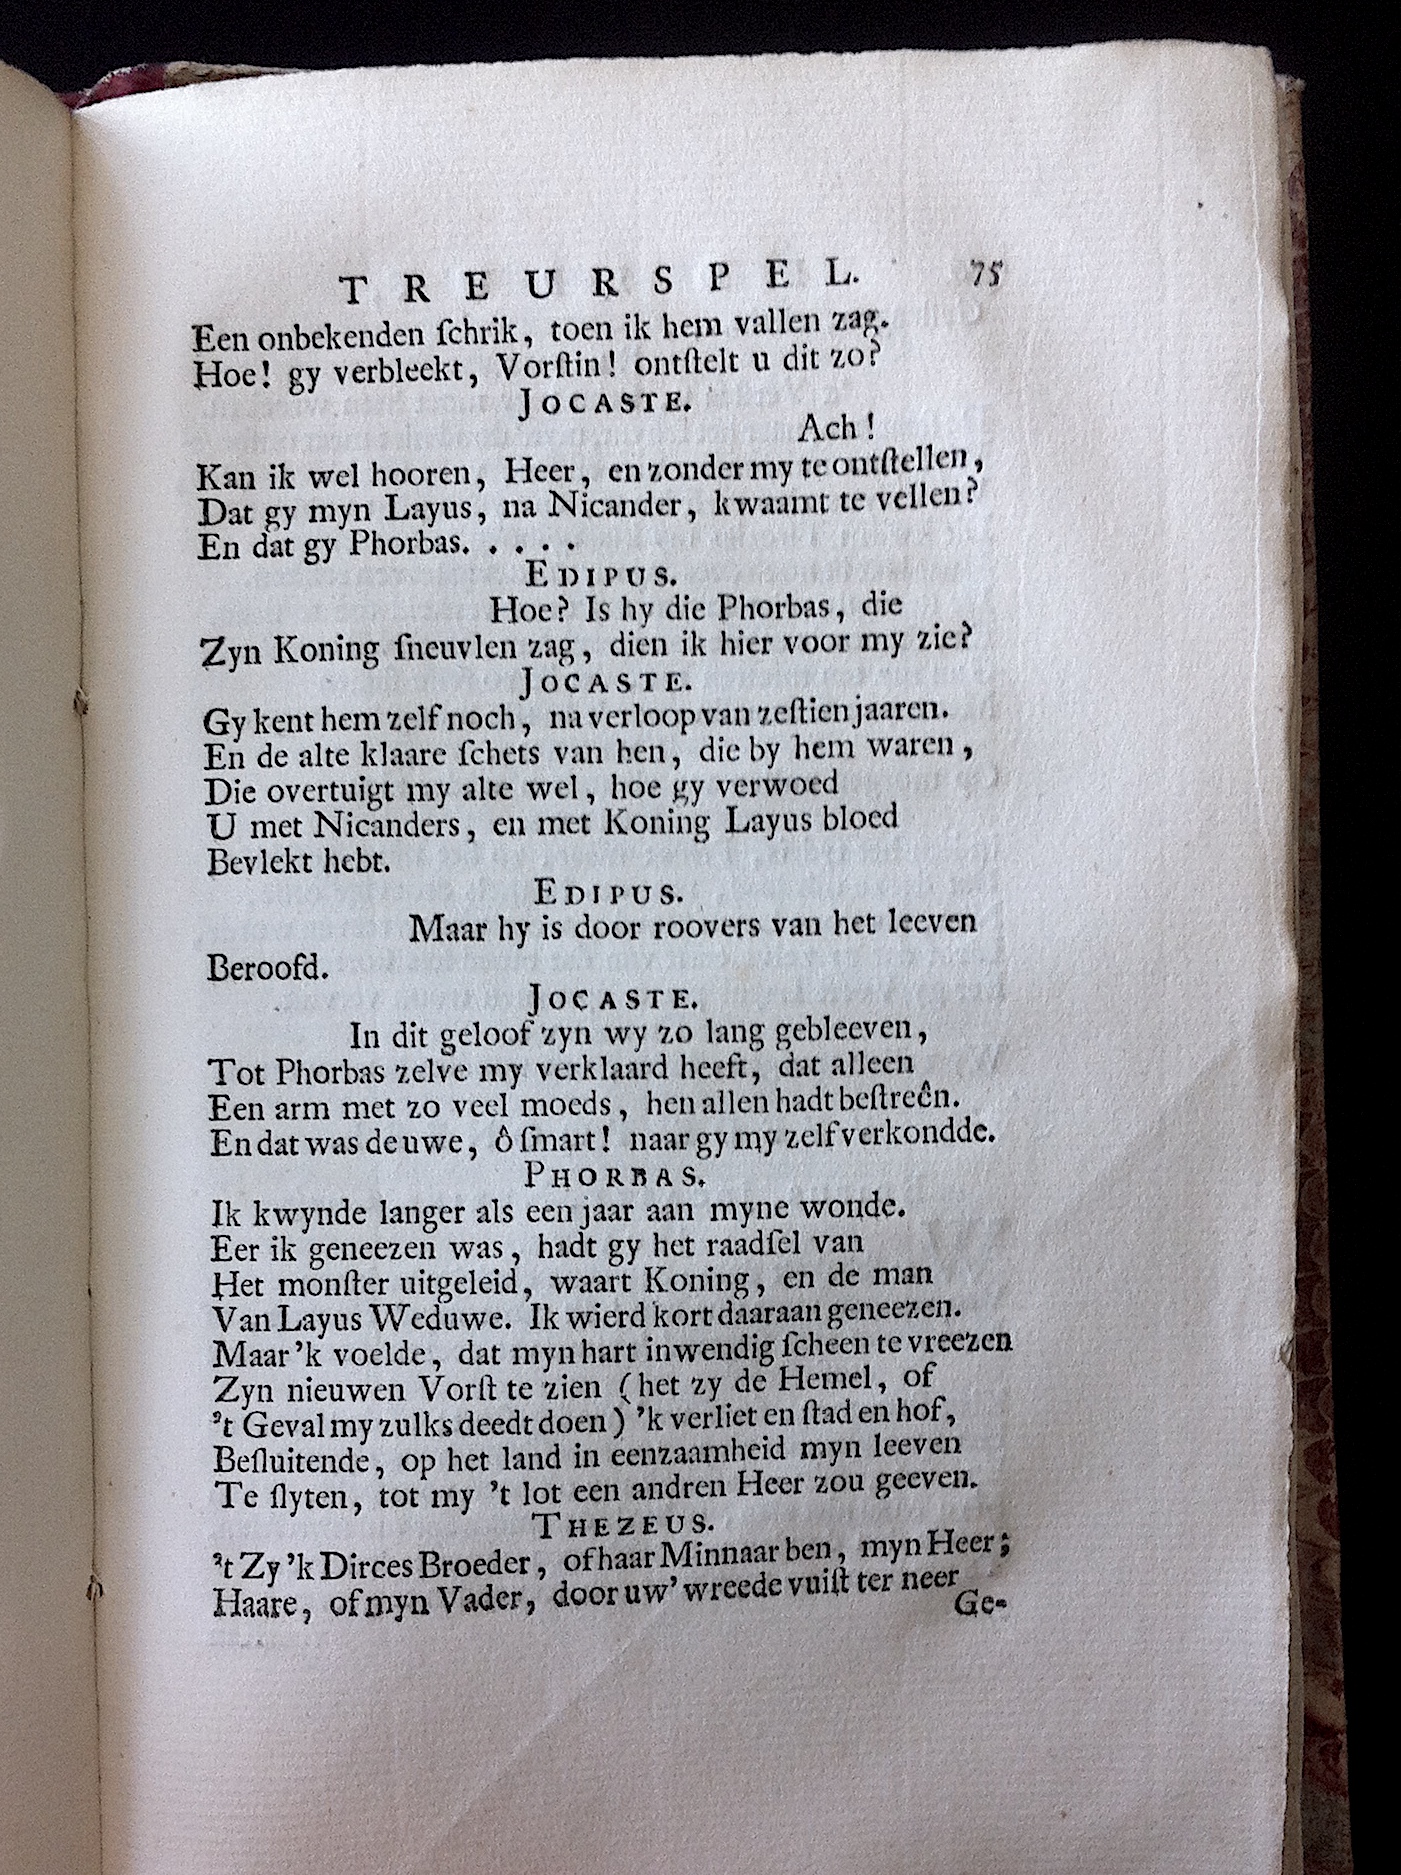 TREURSPEL. 75
Een onbekenden ſchrik, toen ik hem vallen zag.
Hoe! gy verbleekt, Vorſtin! ontſtelt u dit zo?
JOCASTE.
Ach!
Kan ik wel hooren, Heer, en zonder my te ontſtellen,
Dat gy myn Layus, na Nicander, kwaamt te vellen?
En dat gy Phorbas. . . . .
EDIPUS.
Hoe? Is hy die Phorbas, die
Zyn Koning ſneuvlen zag, dien ik hier voor my zie?
JOCASTE.
Gy kent hem zelf noch, na verloop van zeſtien jaaren.
En de alte klaare ſchets van hen, die by hem waren,
Die overtuigt my alte wel, hoe gy verwoed
U met Nicanders, en met Koning Layus bloed
Bevlekt hebt.
EDIPUS.
Maar hy is door roovers van het leeven
Beroofd.
JOCASTE.
In dit geloof zyn wy zo lang gebleeven,
Tot Phorbas zelve my verklaard heeft, dat alleen
Een arm met zo veel moeds, hen allen hadt beſtreên.
En dat was de uwe, ô ſmart! naar gy my zelf verkondde.
PHORBAS.
Ik kwynde langer als een jaar aan myne wonde.
Eer ik geneezen was, hadt gy het raadſel van
Het monſter uitgeleid, waart Koning, en de man
Van Layus Weduwe. Ik wierd kort daaraan geneezen.
Maar 'k voelde, dat myn hart inwendig ſcheen te vreezen
Zyn nieuwen Vorſt te zien (het zy de Hemel, of
't Geval my zulks deedt doen) 'k verliet en ſtad en hof,
Beſluitende, op het land in eenzaamheid myn leeven
Te ſlyten, tot my 't lot een andren Heer zou geeven.
THEZEUS.
't Zy 'k Dirces Broeder, of haar Minnaar ben, myn Heer;
Haare, of myn Vader, door uw' wreede vuiſt ter neer
Ge-